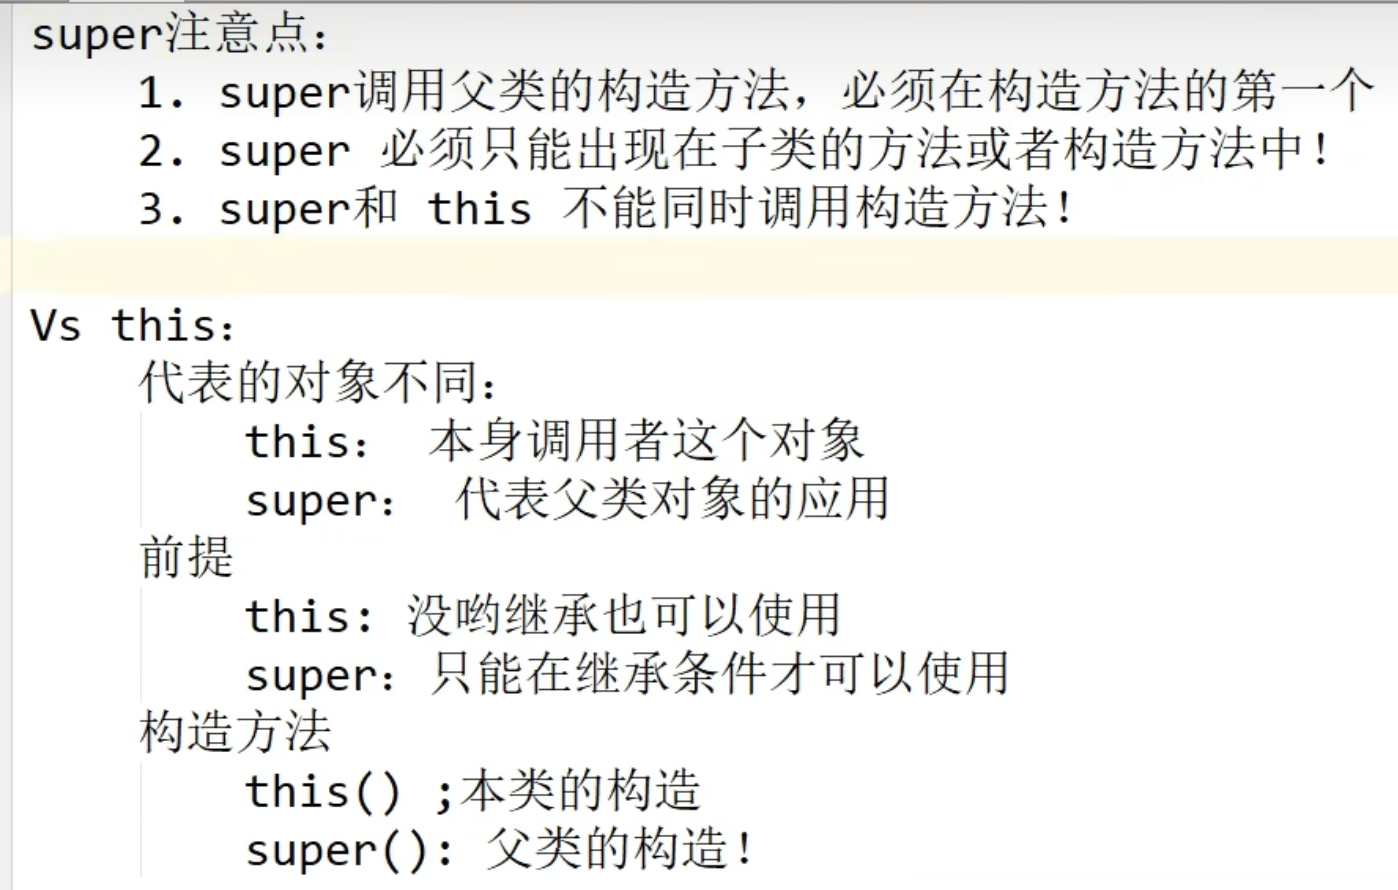 super注意点：
1. super调用父类的构造方法，必须在构造方法的第一个
2. super 必须只能出现在子类的方法或者构造方法中！
3. super和 this 不能同时调用构造方法！
Vs this：
代表的对象不同：
this： 本身调用者这个对象
super： 代表父类对象的应用
前提
this：没哟继承也可以使用
super：只能在继承条件才可以使用
构造方法
this() ;本类的构造
super()：父类的构造！